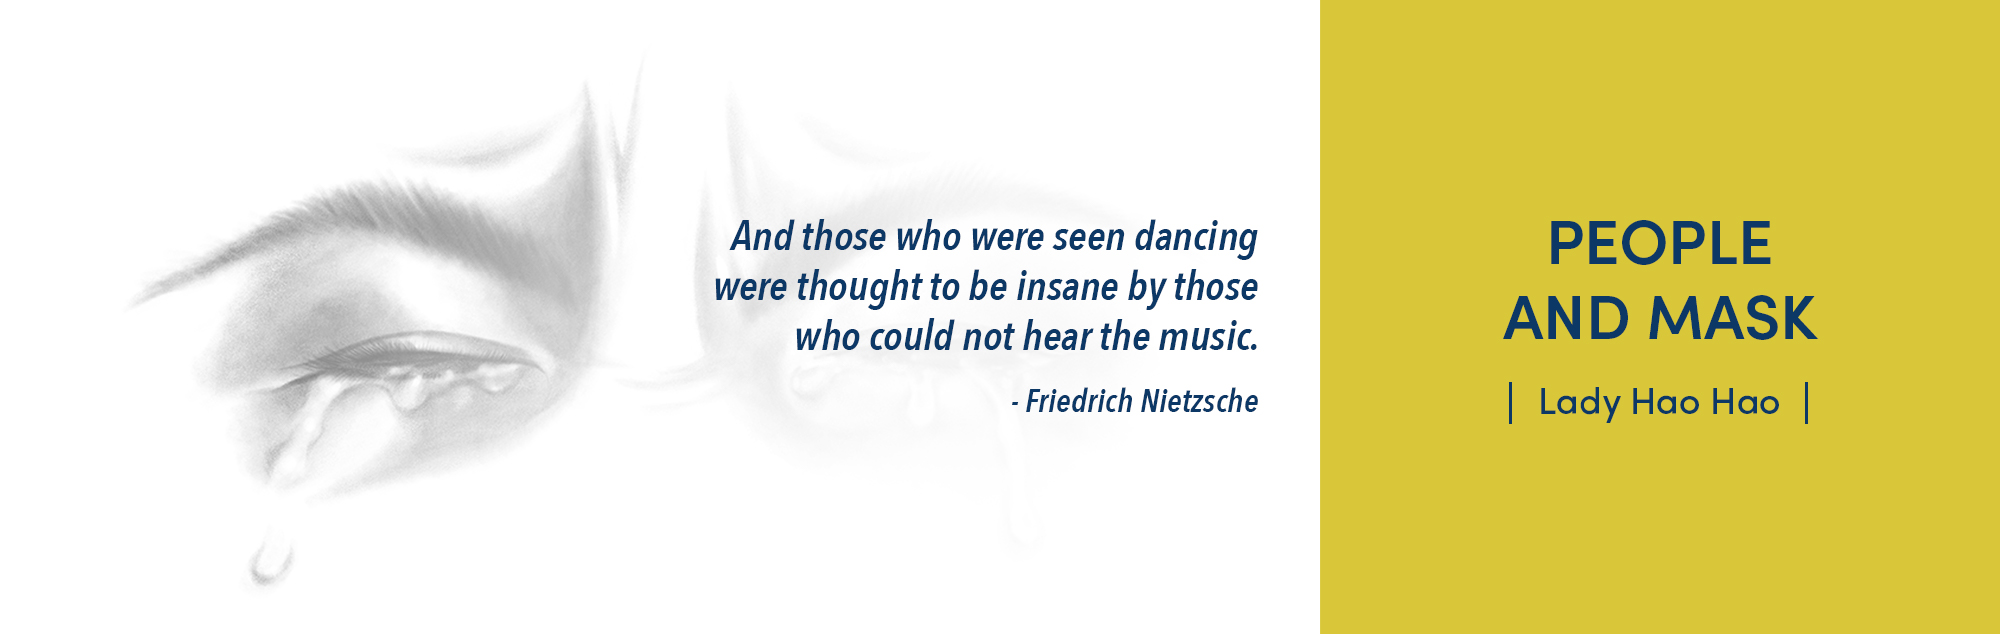 And those who were seen dancing
were thought to be insane by those
who could not hear the music.
- Friedrich Nietzsche
PEOPLE
AND MASK
| Lady Hao Hao |